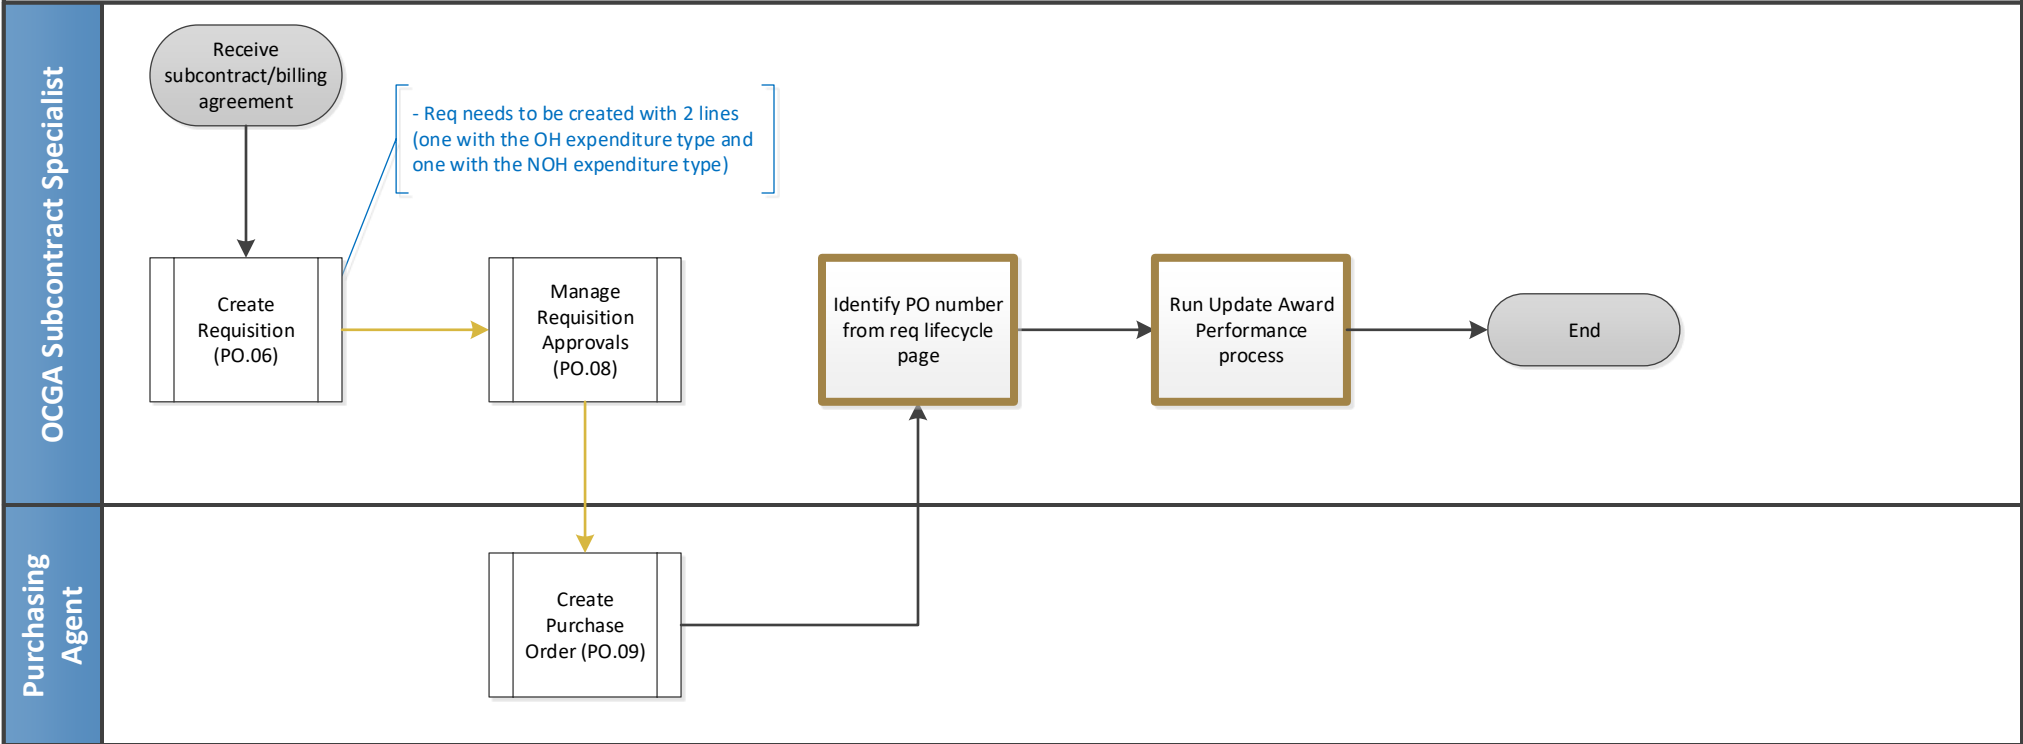 OCGA Subcontract Specialist
Receive
subcontract/billing
agreement
- Req needs to be created with 2 lines
(one with the OH expenditure type and
one with the NOH expenditure type)
Create
Requisition
(PO.06)
Manage
Requisition
Approvals
(PO.08)
Identify PO number
from req lifecycle
page
Run Update Award
Performance
process
End
Purchasing
Agent
Create
Purchase
Order (PO.09)